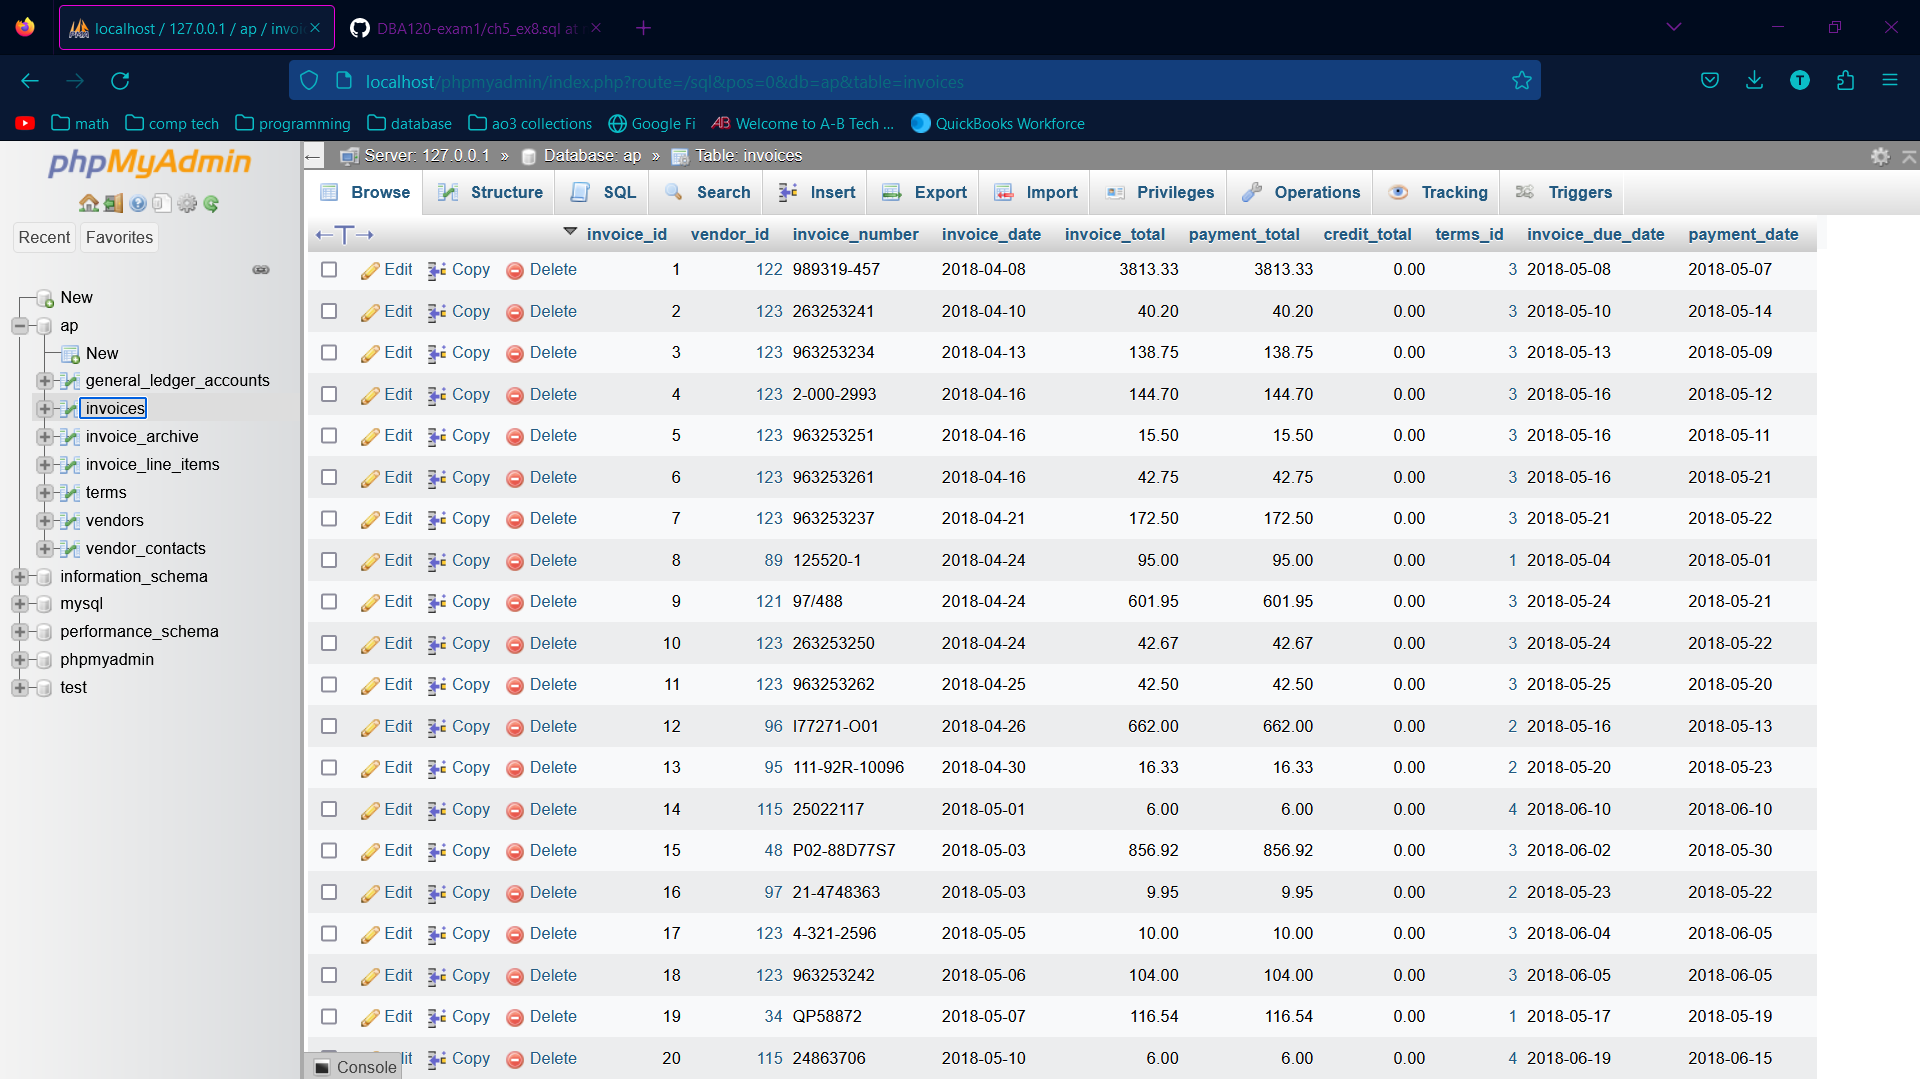 localhost / 127.0.0.1 / ap / invoi
DBA120-exam1/ch5_ex8.sql at
localhost/phpmyadmin/index.php?route=/sql&pos=0&db=ap&table=invoices
T
math comp tech programming database ao3 collections Google Fi AB Welcome to A-B Tech ... QuickBooks Workforce
phpMyAdmin
Recent Favorites
New
ap
New
general_ledger_accounts
invoices
invoice_archive
invoice_line_items
terms
vendors
vendor_contacts
information_schema
mysql
performance_schema
phpmyadmin
test
Server: 127.0.0.1 » Database: ap » Table: invoices
Browse Structure SQL Search Insert Export Import Privileges Operations Tracking Triggers
←T→ invoice_id vendor_id invoice_number invoice_date invoice_total payment_total credit_total terms_id invoice_due_date payment_date
Edit Copy Delete 1 122 989319-457 2018-04-08 3813.33 3813.33 0.00 3 2018-05-08 2018-05-07
Edit Copy Delete 2 123 263253241 2018-04-10 40.20 40.20 0.00 3 2018-05-10 2018-05-14
Edit Copy Delete 3 123 963253234 2018-04-13 138.75 138.75 0.00 3 2018-05-13 2018-05-09
Edit Copy Delete 4 123 2-000-2993 2018-04-16 144.70 144.70 0.00 3 2018-05-16 2018-05-12
Edit Copy Delete 5 123 963253251 2018-04-16 15.50 15.50 0.00 3 2018-05-16 2018-05-11
Edit Copy Delete 6 123 963253261 2018-04-16 42.75 42.75 0.00 3 2018-05-16 2018-05-21
Edit Copy Delete 7 123 963253237 2018-04-21 172.50 172.50 0.00 3 2018-05-21 2018-05-22
Edit Copy Delete 8 89 125520-1 2018-04-24 95.00 95.00 0.00 1 2018-05-04 2018-05-01
Edit Copy Delete 9 121 97/488 2018-04-24 601.95 601.95 0.00 3 2018-05-24 2018-05-21
Edit Copy Delete 10 123 263253250 2018-04-24 42.67 42.67 0.00 3 2018-05-24 2018-05-22
Edit Copy Delete 11 123 963253262 2018-04-25 42.50 42.50 0.00 3 2018-05-25 2018-05-20
Edit Copy Delete 12 96 I77271-O01 2018-04-26 662.00 662.00 0.00 2 2018-05-16 2018-05-13
Edit Copy Delete 13 95 111-92R-10096 2018-04-30 16.33 16.33 0.00 2 2018-05-20 2018-05-23
Edit Copy Delete 14 115 25022117 2018-05-01 6.00 6.00 0.00 4 2018-06-10 2018-06-10
Edit Copy Delete 15 48 P02-88D77S7 2018-05-03 856.92 856.92 0.00 3 2018-06-02 2018-05-30
Edit Copy Delete 16 97 21-4748363 2018-05-03 9.95 9.95 0.00 2 2018-05-23 2018-05-22
Edit Copy Delete 17 123 4-321-2596 2018-05-05 10.00 10.00 0.00 3 2018-06-04 2018-06-05
Edit Copy Delete 18 123 963253242 2018-05-06 104.00 104.00 0.00 3 2018-06-05 2018-06-05
Edit Copy Delete 19 34 QP58872 2018-05-07 116.54 116.54 0.00 1 2018-05-17 2018-05-19
Copy Delete 20 115 24863706 2018-05-10 6.00 6.00 0.00 4 2018-06-19 2018-06-15
Console